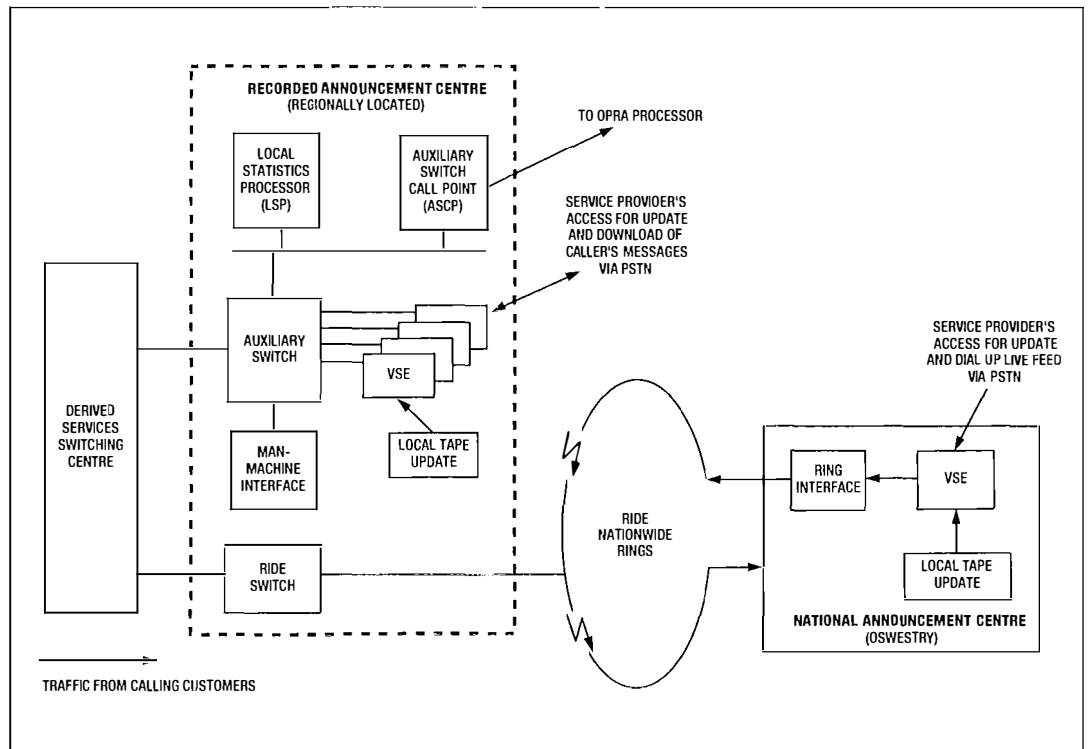 RECORDED ANNOUNCEMENT CENTRE
(REGIONALLY LOCATED)
TO OPRA PROCESSOR
LOCAL
STATISTICS
PROCESSOR
(LSP)
AUXILIARY
SWITCH
CALL POINT
(ASCP)
SERVICE PROVIOER'S
ACCESS FOR UPDATE
AND DOWNLOAD OF
CALLER'S MESSAGES
VIA PSTN
AUXILIARY
SWITCH
VSE
LOCAL TAPE
UPDATE
MAN-
MACHINE
INTERFACE
DERIVED
SERVICES
SWITCHING
CENTRE
RIDE
SWITCH
RIDE
NATIONWIDE
RINGS
SERVICE PROVIDER'S
ACCESS FOR UPDATE
AND DIAL UP LIVE FEED
VIA PSTN
RING
INTERFACE
VSE
LOCAL TAPE
UPDATE
NATIONAL ANNOUNCEMENT CENTRE
(OSWESTRY)
TRAFFIC FROM CALLING CUSTOMERS